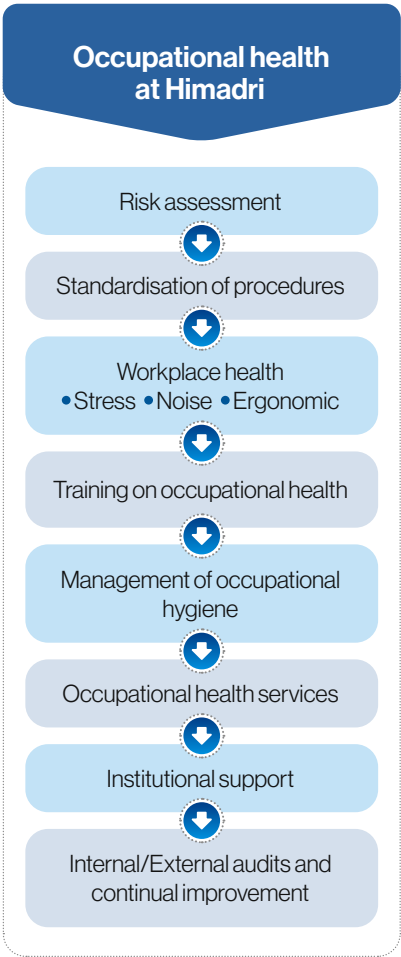 Occupational health
at Himadri
Risk assessment
Standardisation of procedures
Workplace health
• Stress • Noise • Ergonomic
Training on occupational health
Management of occupational
hygiene
Occupational health services
Institutional support
Internal/External audits and
continual improvement